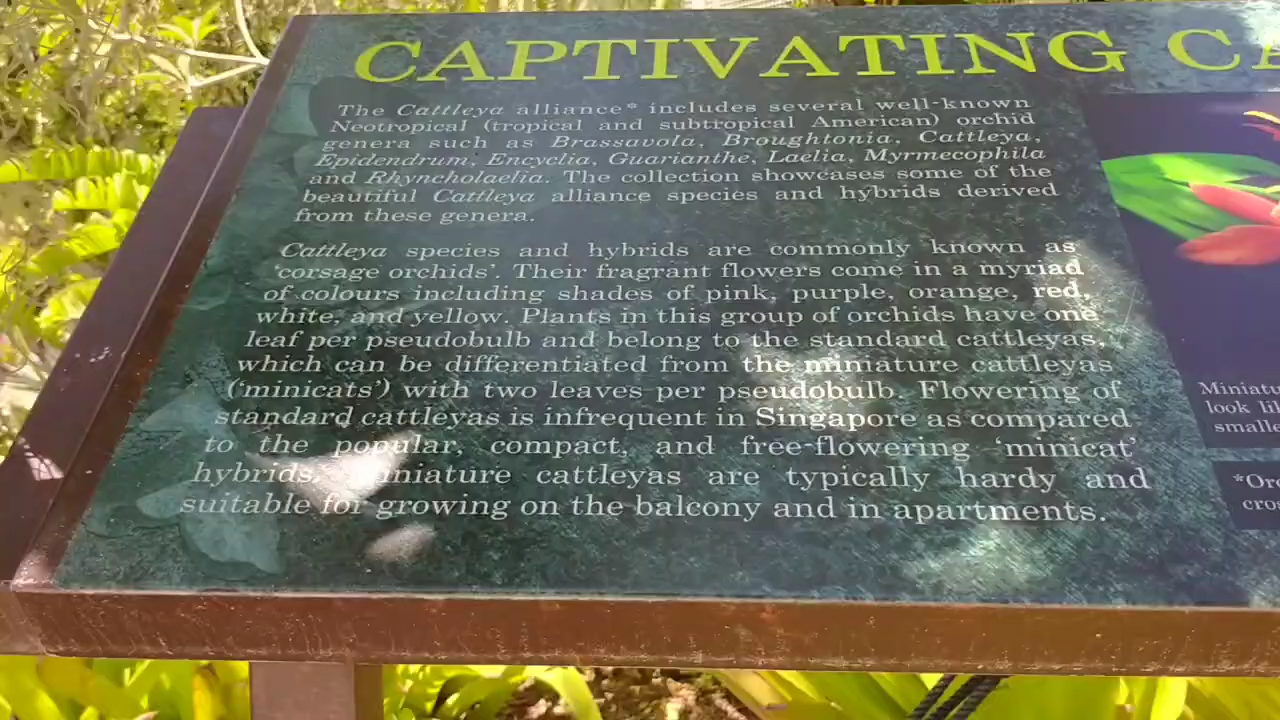 CAPTIVATING
The Cattleya alliance* includes several well-known
Neotropical (tropical and subtropical American) orchid
genera such as Brassavola, Broughtonia, Cattleya,
Epidendrum, Encyclia, Guarianthe, Laelia, Myrmecophila
and Rhyncholaelia. The collection showcases some of the
beautiful Cattleya alliance species and hybrids derived
from these genera.
Cattleya species and hybrids are commonly known as
'corsage orchids'. Their fragrant flowers come in a myriad
of colours including shades of pink, purple, orange, red,
white, and yellow. Plants in this group of orchids have one
leaf per pseudobulb and belong to the standard cattleyas,
which can be differentiated from the miniature cattleyas
('minicats') with two leaves per pseudobulb. Flowering of
standard cattleyas is infrequent in Singapore as compared
to the popular, compact, and free-flowering 'minicat'
hybrids. Miniature cattleyas are typically hardy and
suitable for growing on the balcony and in apartments.
look